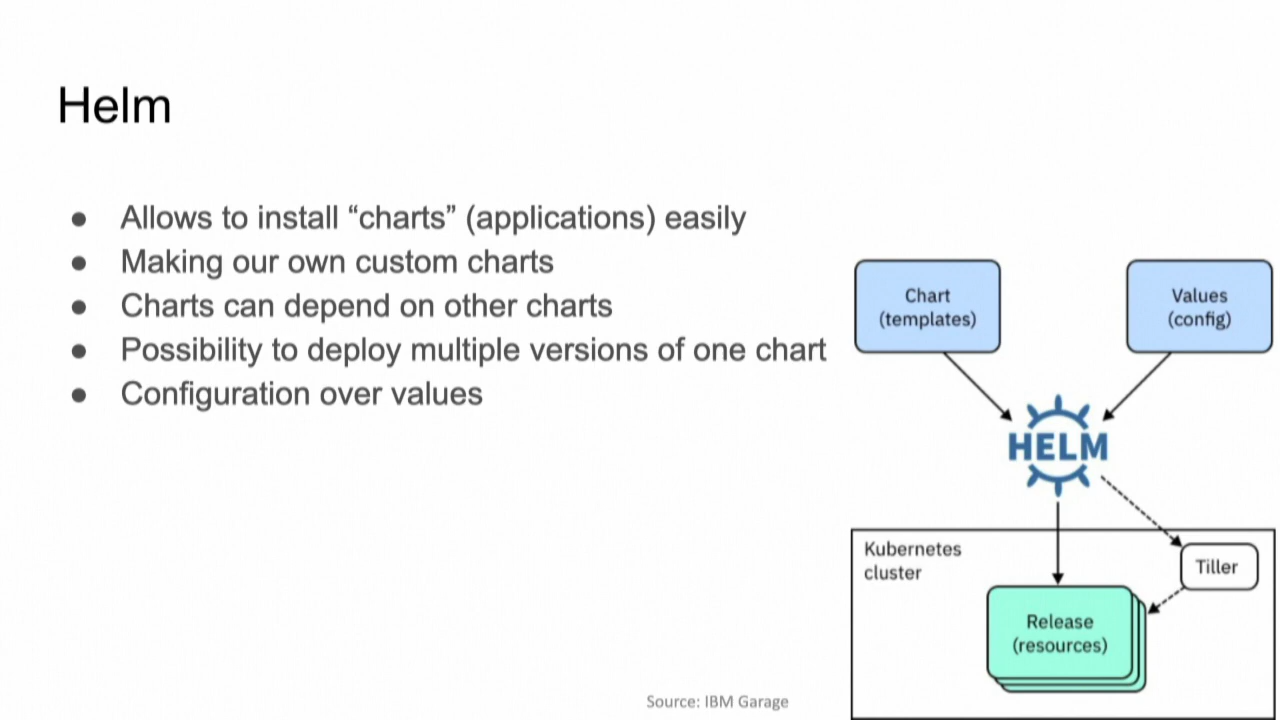 Helm
● Allows to install “charts” (applications) easily
● Making our own custom charts
● Charts can depend on other charts
● Possibility to deploy multiple versions of one chart
● Configuration over values
Chart
(templates)
Values
(config)
HELM
Kubernetes
cluster
Tiller
Release
(resources)
Source: IBM Garage